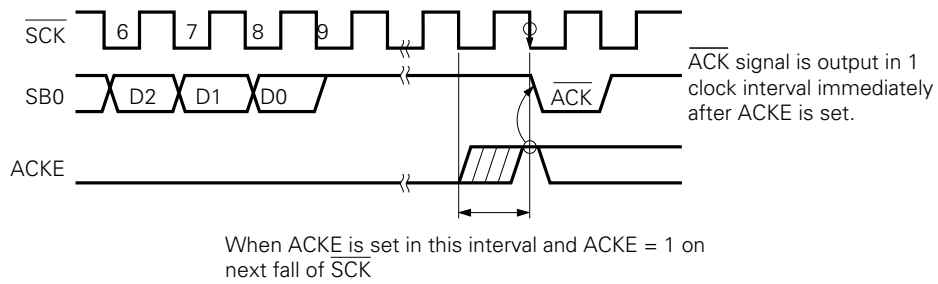 SCK 6 7 8 9
SB0 D2 D1 D0 ACK
ACK signal is output in 1
clock interval immediately
after ACKE is set.
ACKE
When ACKE is set in this interval and ACKE = 1 on
next fall of SCK